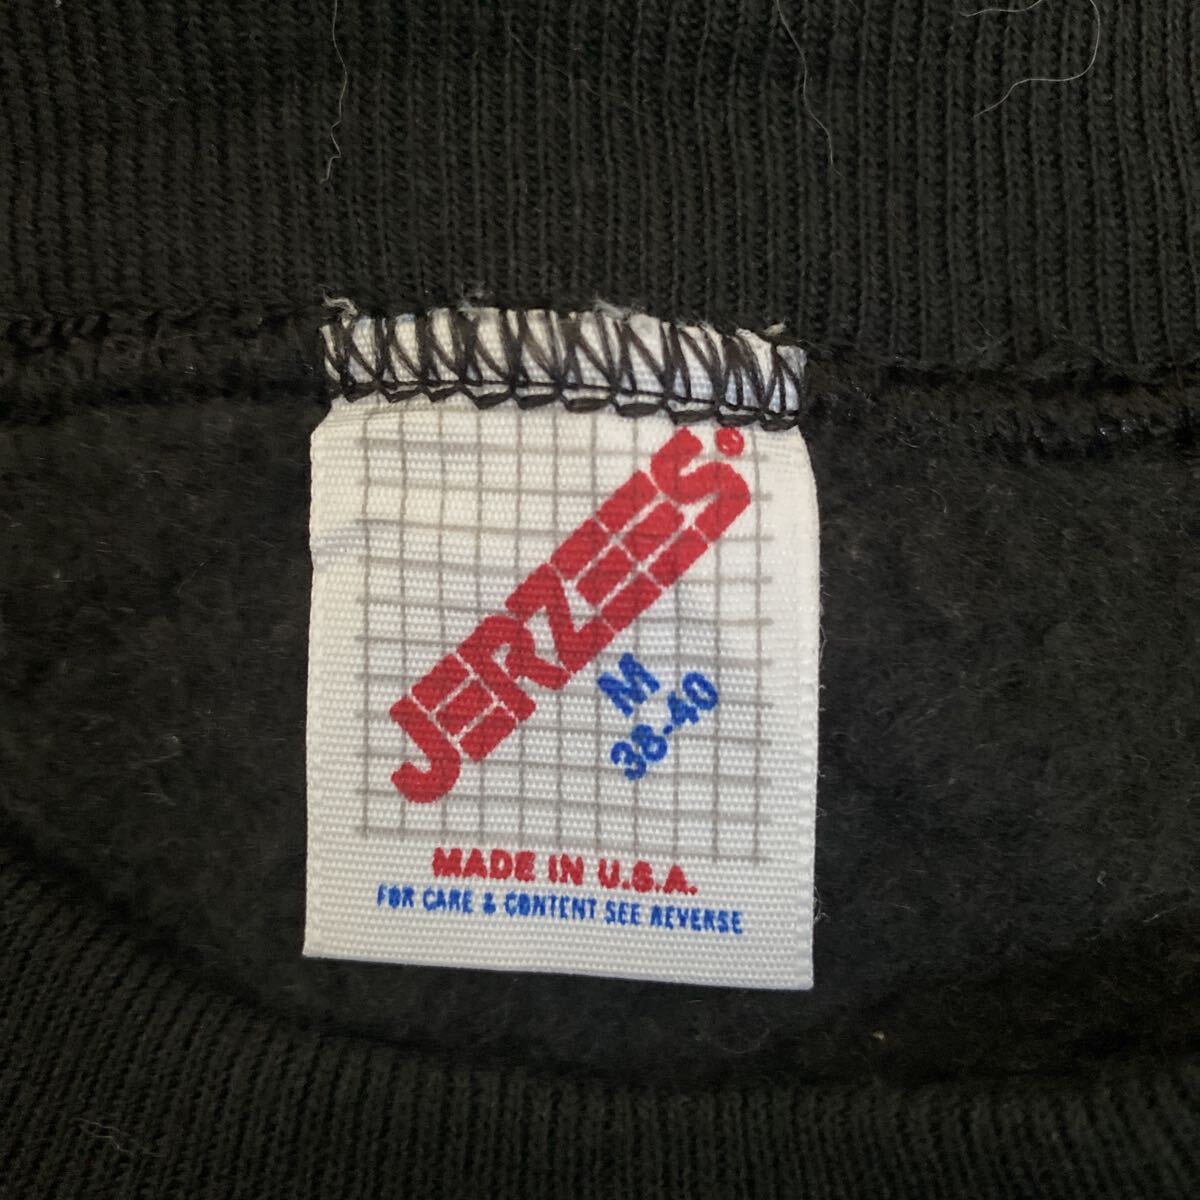 JERZEES®
M
38-40
MADE IN U.S.A.
FOR CARE & CONTENT SEE REVERSE